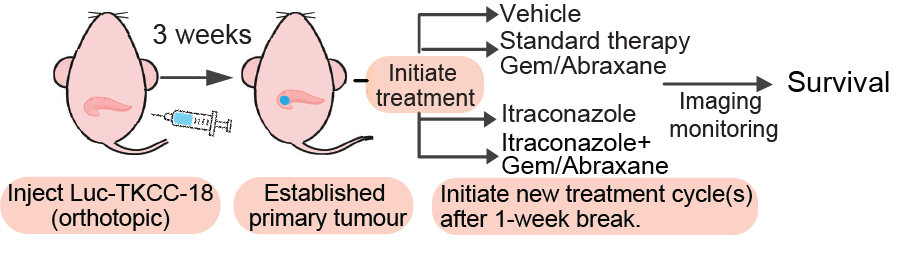 3 weeks
Initiate
treatment
Vehicle
Standard therapy
Gem/Abraxane
Itraconazole
Itraconazole+
Gem/Abraxane
Imaging
monitoring
Survival
Inject Luc-TKCC-18
(orthotopic)
Established
primary tumour
Initiate new treatment cycle(s)
after 1-week break.